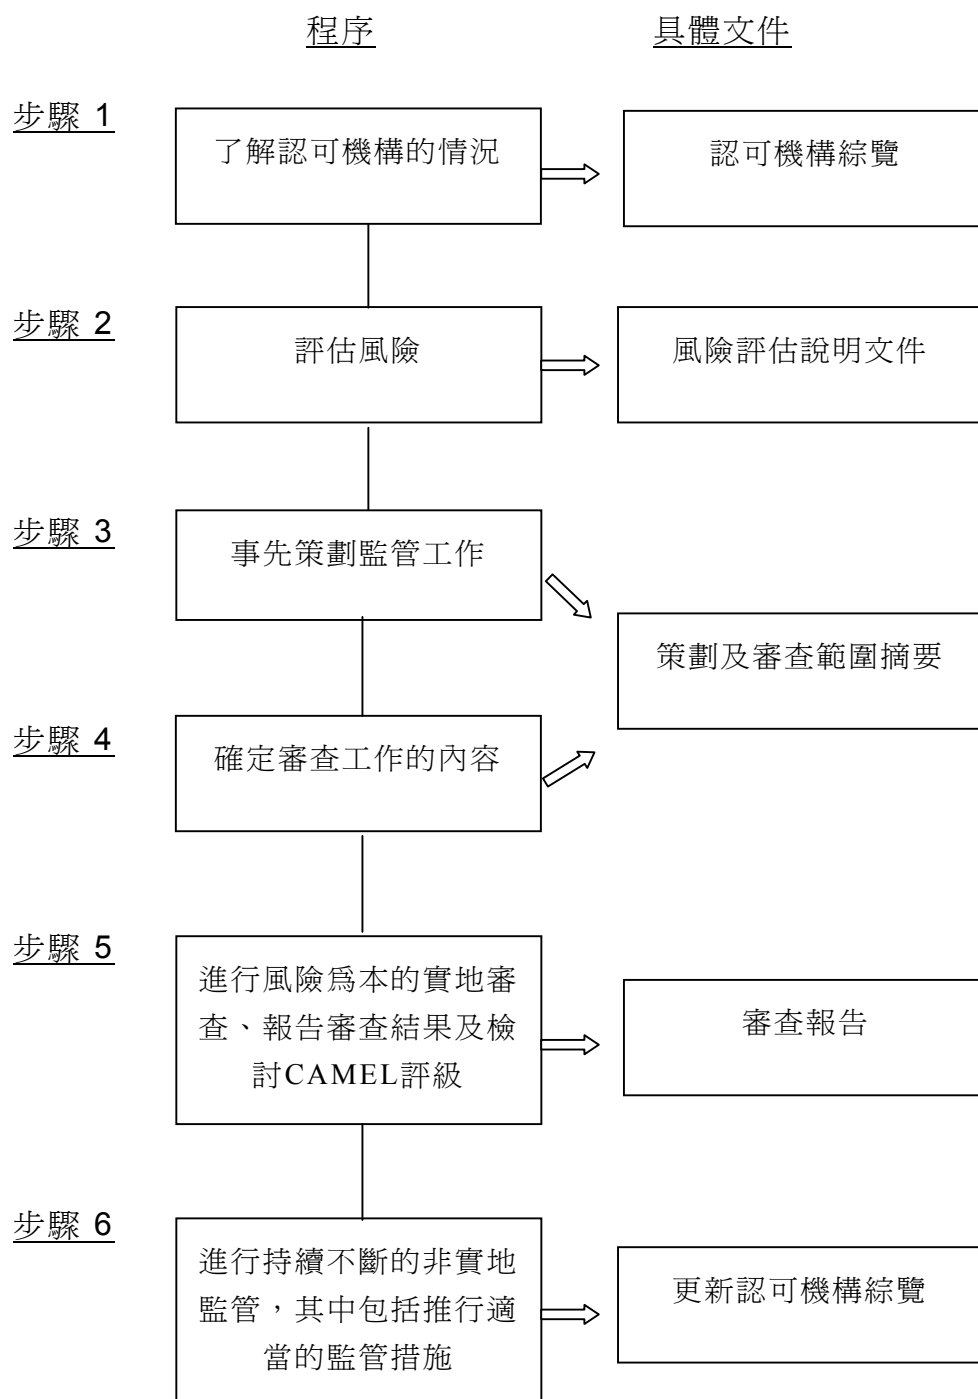 程序
具體文件
步驟 1
了解認可機構的情況
認可機構綜覽
步驟 2
評估風險
風險評估說明文件
步驟 3
事先策劃監管工作
策劃及審查範圍摘要
步驟 4
確定審查工作的內容
步驟 5
進行風險為本的實地審
查、報告審查結果及檢
討CAMEL評級
審查報告
步驟 6
進行持續不斷的非實地
監管，其中包括推行適
當的監管措施
更新認可機構綜覽